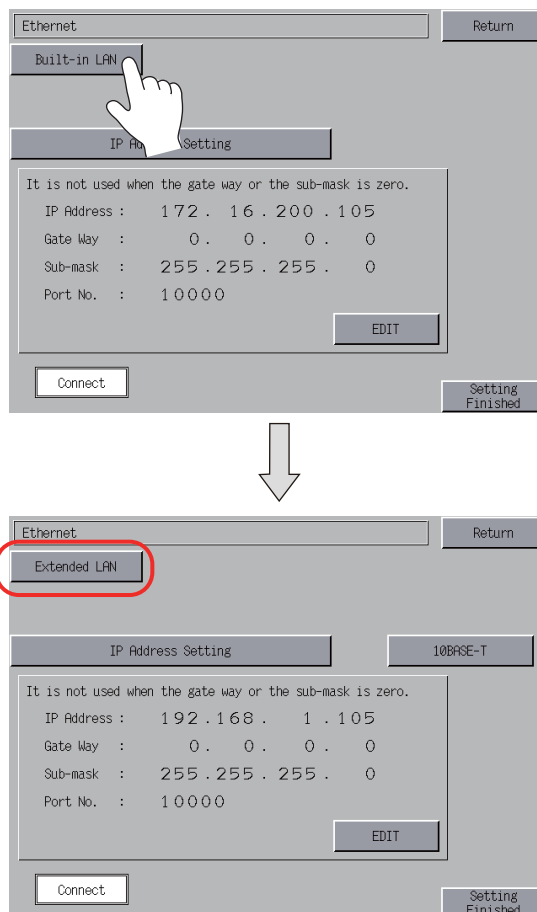 Ethernet
Return
Built-in LAN
IP Setting
It is not used when the gate way or the sub-mask is zero.
IP Address : 172. 16.200.105
Gate Way : 0. 0. 0. 0
Sub-mask : 255.255.255. 0
Port No. : 10000
EDIT
Connect
Setting
Finished
Ethernet
Return
Extended LAN
IP Address Setting
10BASE-T
It is not used when the gate way or the sub-mask is zero.
IP Address : 192.168. 1.105
Gate Way : 0. 0. 0. 0
Sub-mask : 255.255.255. 0
Port No. : 10000
EDIT
Connect
Setting
Finished